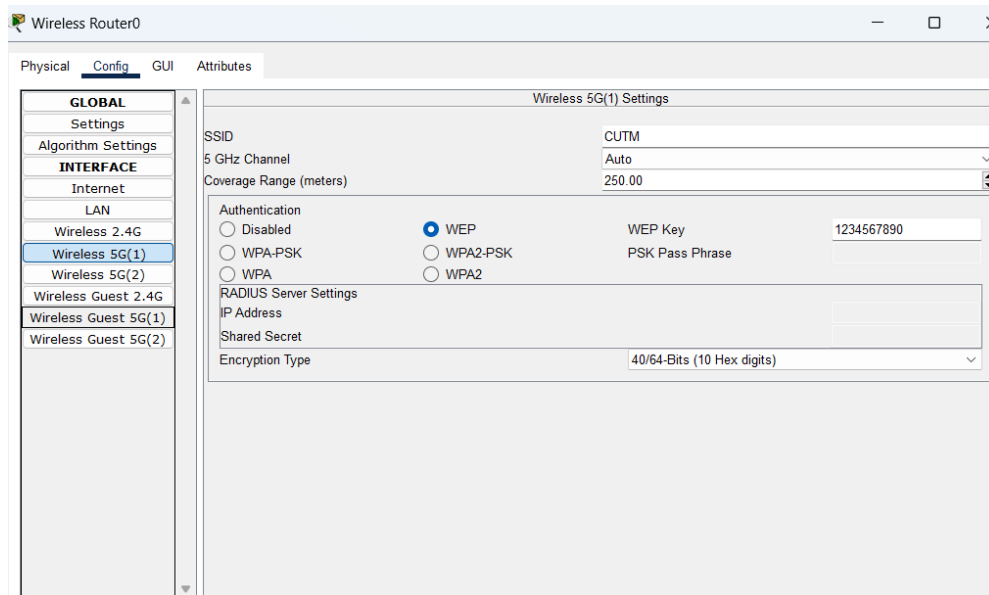 Wireless Router0
Physical Config GUI Attributes
GLOBAL
Settings
Algorithm Settings
INTERFACE
Internet
LAN
Wireless 2.4G
Wireless 5G(1)
Wireless 5G(2)
Wireless Guest 2.4G
Wireless Guest 5G(1)
Wireless Guest 5G(2)
Wireless 5G(1) Settings
SSID CUTM
5 GHz Channel Auto
Coverage Range (meters) 250.00
Authentication
Disabled WEP WEP Key 1234567890
WPA-PSK WPA2-PSK PSK Pass Phrase
WPA WPA2
RADIUS Server Settings
IP Address
Shared Secret
Encryption Type 40/64-Bits (10 Hex digits)